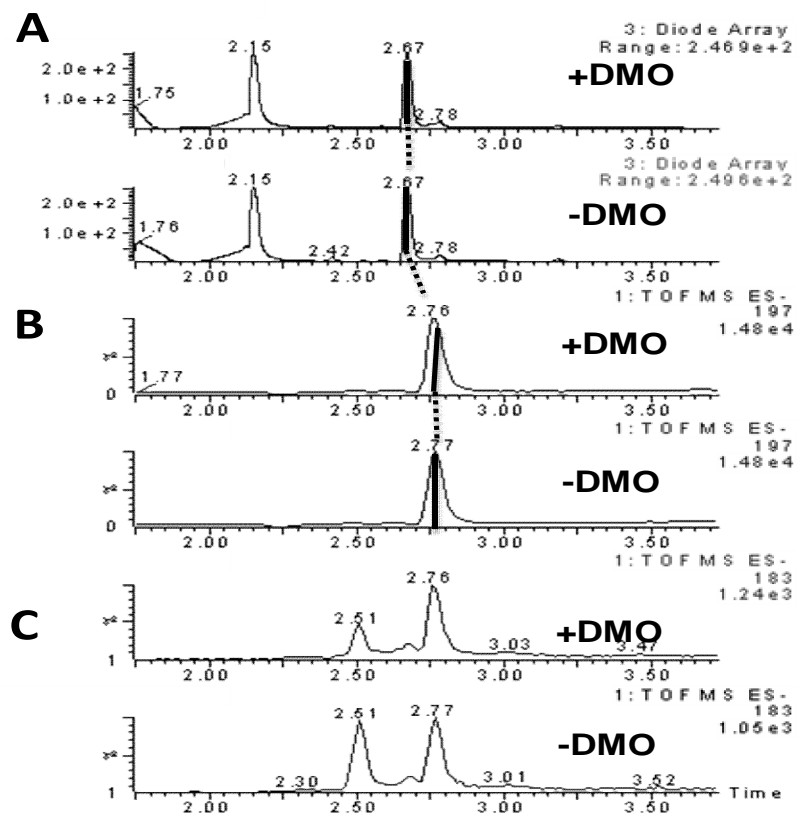 A
3: Diode Array
Range: 2.469e+2
+DMO
2.15
2.67
2.0e+2
1.0e+2
1.75
2.78
2.00 2.50 3.00 3.50
3: Diode Array
Range: 2.496e+2
-DMO
2.15
2.67
2.0e+2
1.0e+2
1.76
2.42
2.78
2.00 2.50 3.00 3.50
B
1: TOF MS ES-
197
1.48e4
+DMO
2.76
1.77
0
2.00 2.50 3.00 3.50
1: TOF MS ES-
197
1.48e4
-DMO
2.77
0
2.00 2.50 3.00 3.50
C
1: TOF MS ES-
183
1.24e3
+DMO
2.76
2.51
3.03
3.47
1
2.00 2.50 3.00 3.50
1: TOF MS ES-
183
1.05e3
-DMO
2.51
2.77
2.30
3.01
3.52
1
Time
2.00 2.50 3.00 3.50